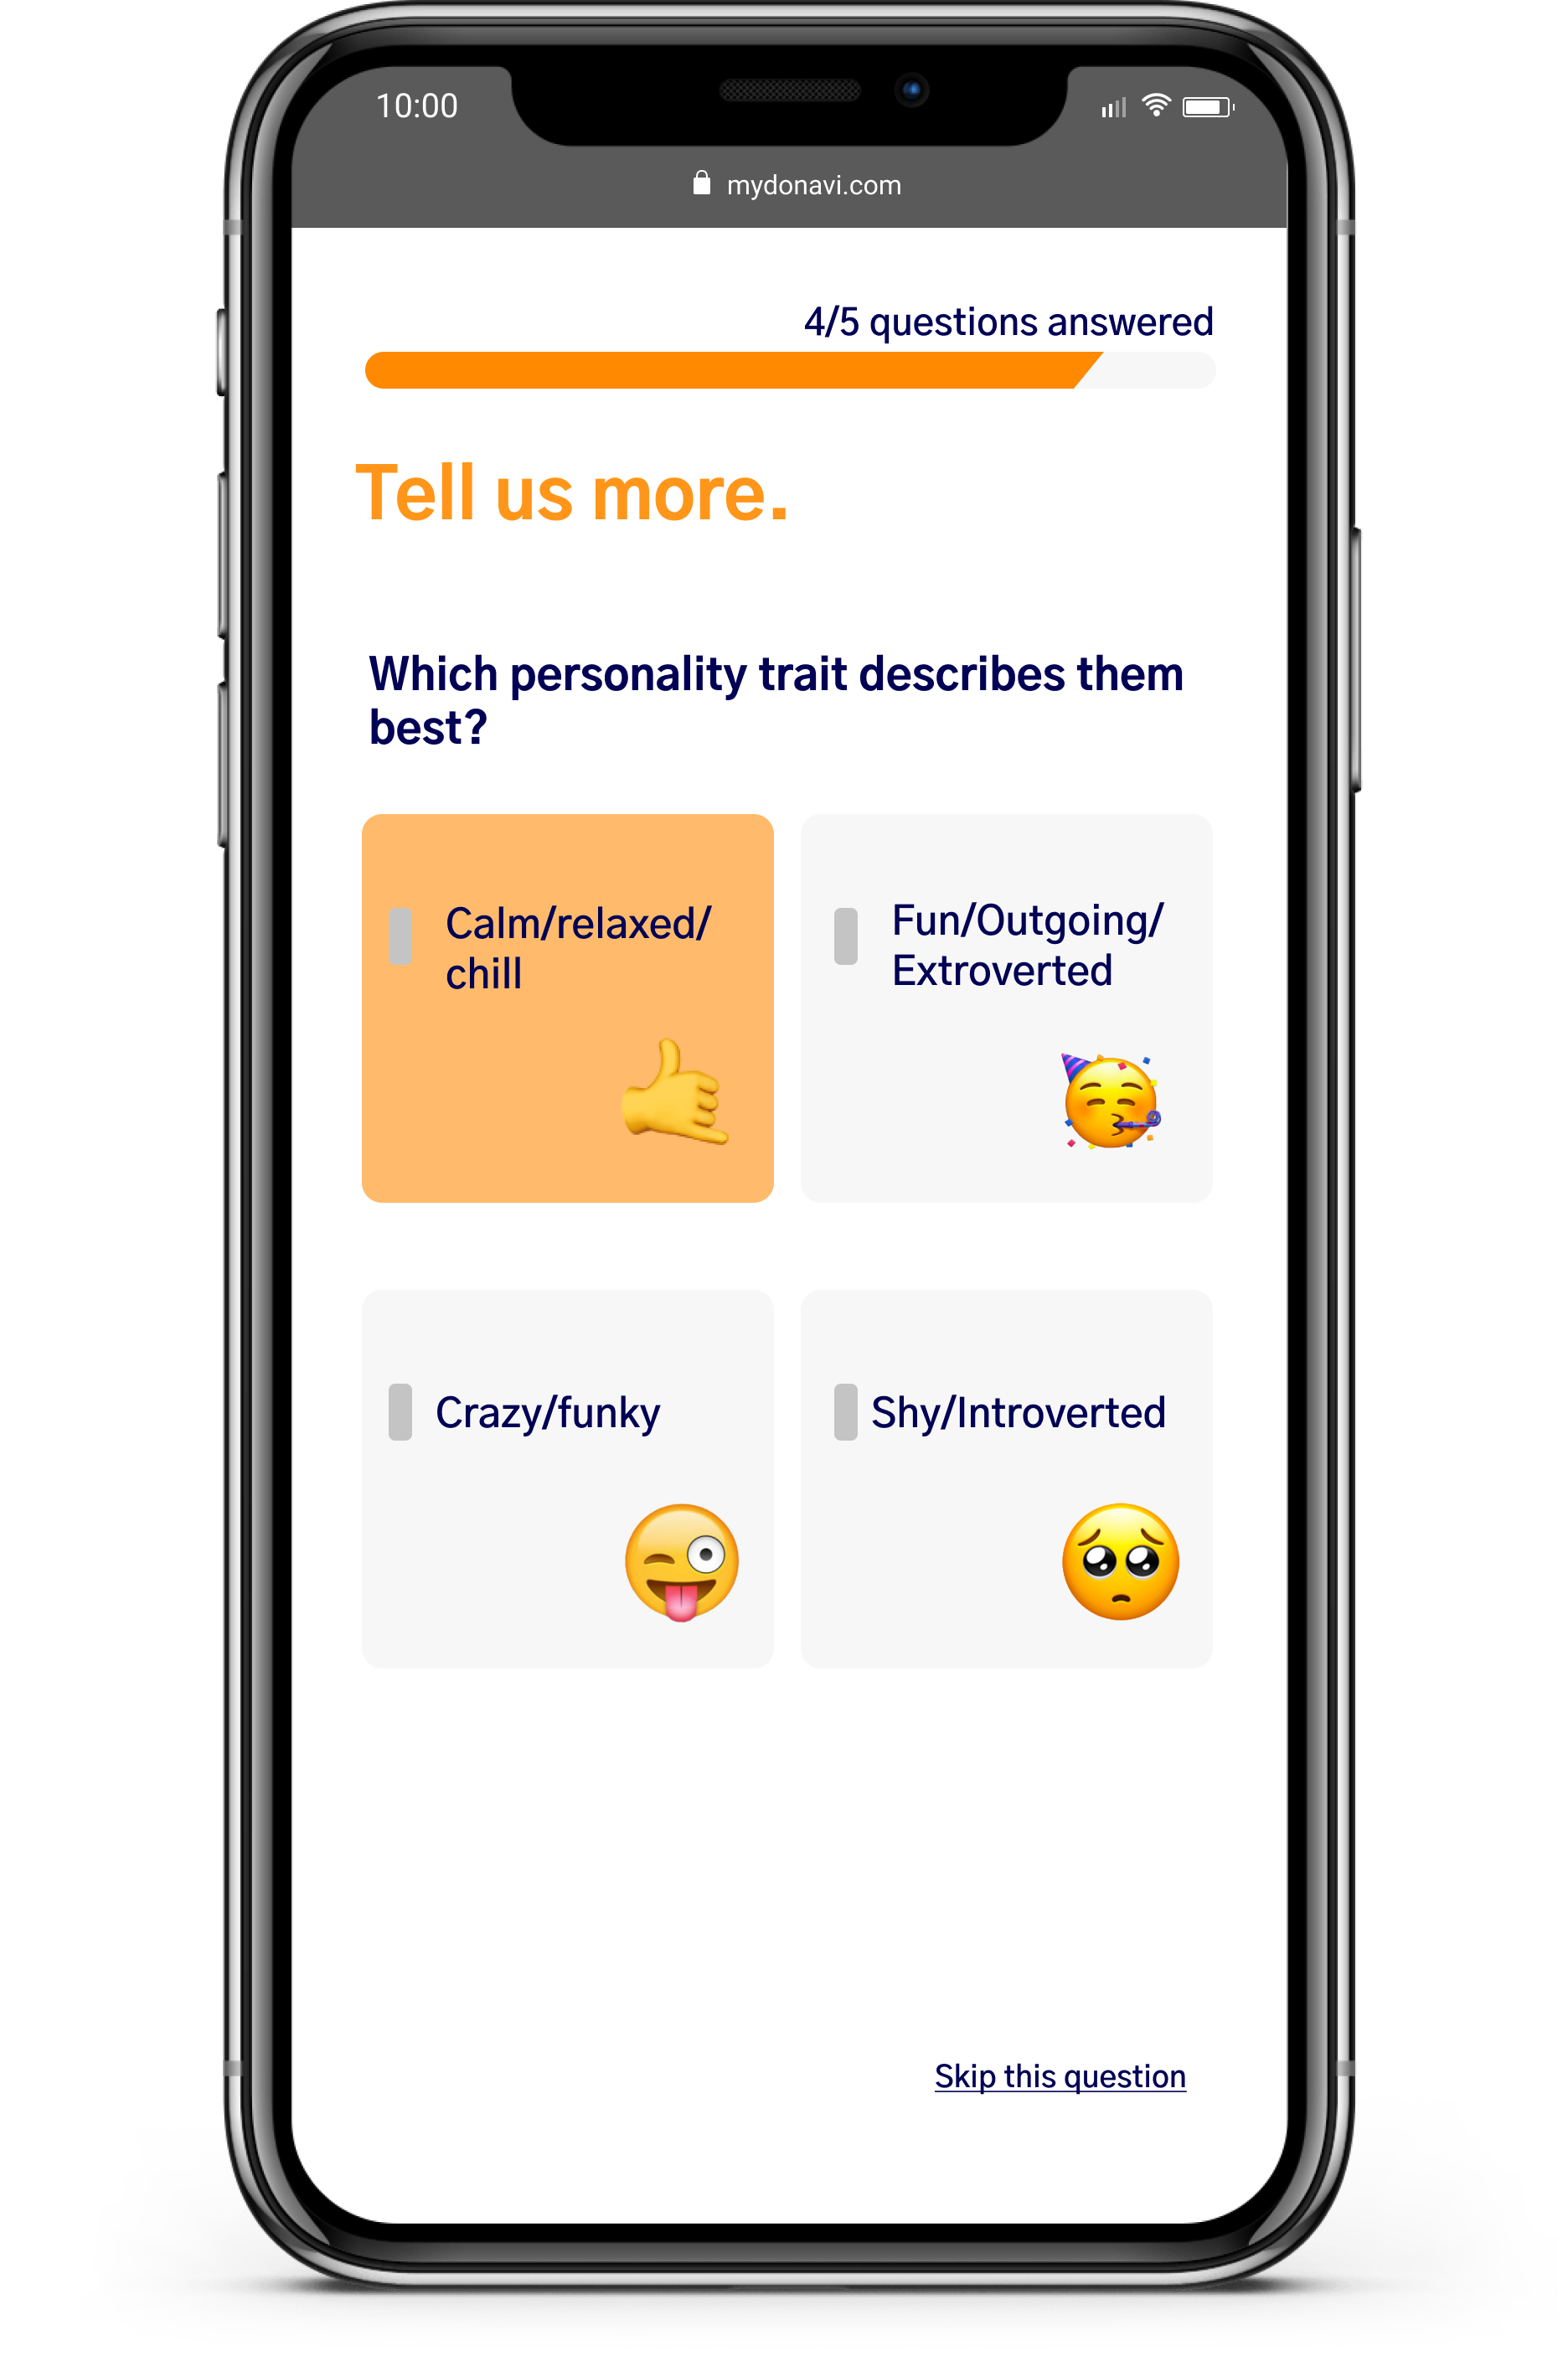 10:00
mydonavi.com
4/5 questions answered
Tell us more.
Which personality trait describes them
best?
Calm/relaxed/
chill
Fun/Outgoing/
Extroverted
Crazy/funky
Shy/Introverted
Skip this question